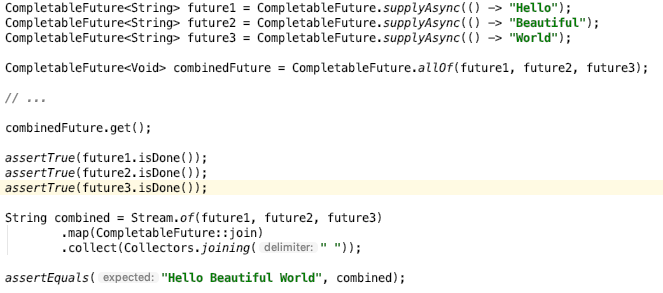 CompletableFuture<String> future1 = CompletableFuture.supplyAsync(() -> "Hello");
CompletableFuture<String> future2 = CompletableFuture.supplyAsync(() -> "Beautiful");
CompletableFuture<String> future3 = CompletableFuture.supplyAsync(() -> "World");
CompletableFuture<Void> combinedFuture = CompletableFuture.allOf(future1, future2, future3);
// ...
combinedFuture.get();
assertTrue(future1.isDone());
assertTrue(future2.isDone());
assertTrue(future3.isDone());
String combined = Stream.of(future1, future2, future3)
.map(CompletableFuture::join)
.collect(Collectors.joining( delimiter: " "));
assertEquals( expected: "Hello Beautiful World", combined);